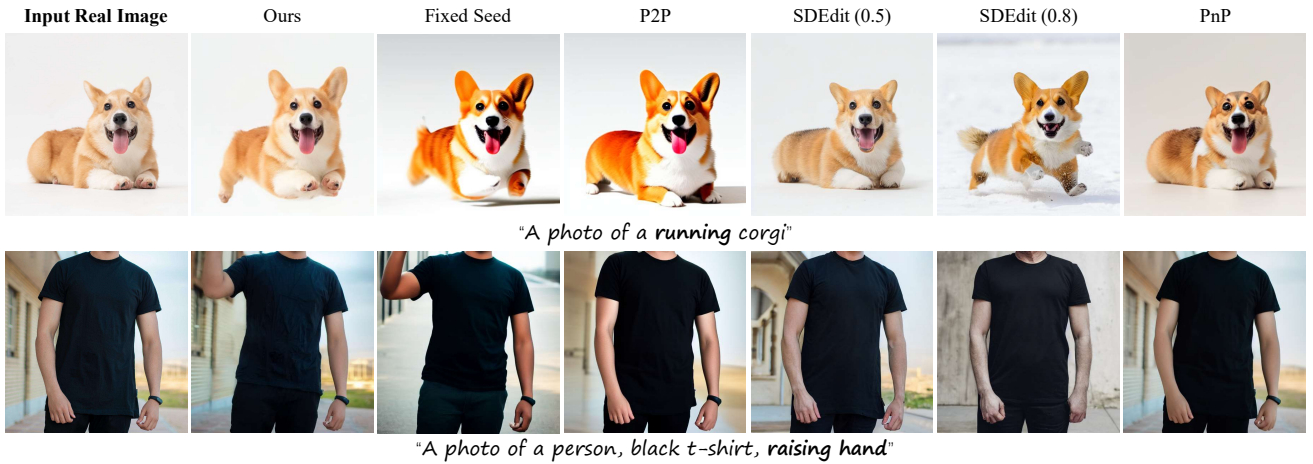 Input Real Image Ours Fixed Seed P2P SDEdit (0.5) SDEdit (0.8) PnP
“A photo of a running corgi”
“A photo of a person, black t-shirt, raising hand”